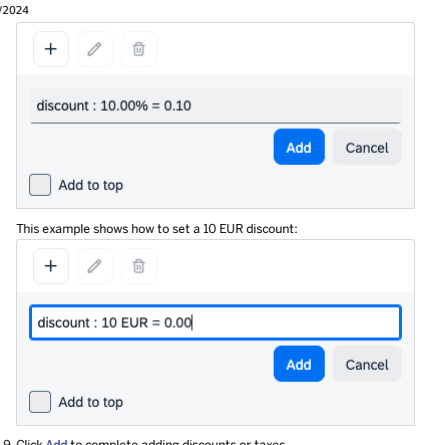 /2024
discount : 10.00% = 0.10
Add Cancel
Add to top
This example shows how to set a 10 EUR discount:
discount : 10 EUR = 0.00
Add Cancel
Add to top
9. Click Add to complete adding discounts or taxes.